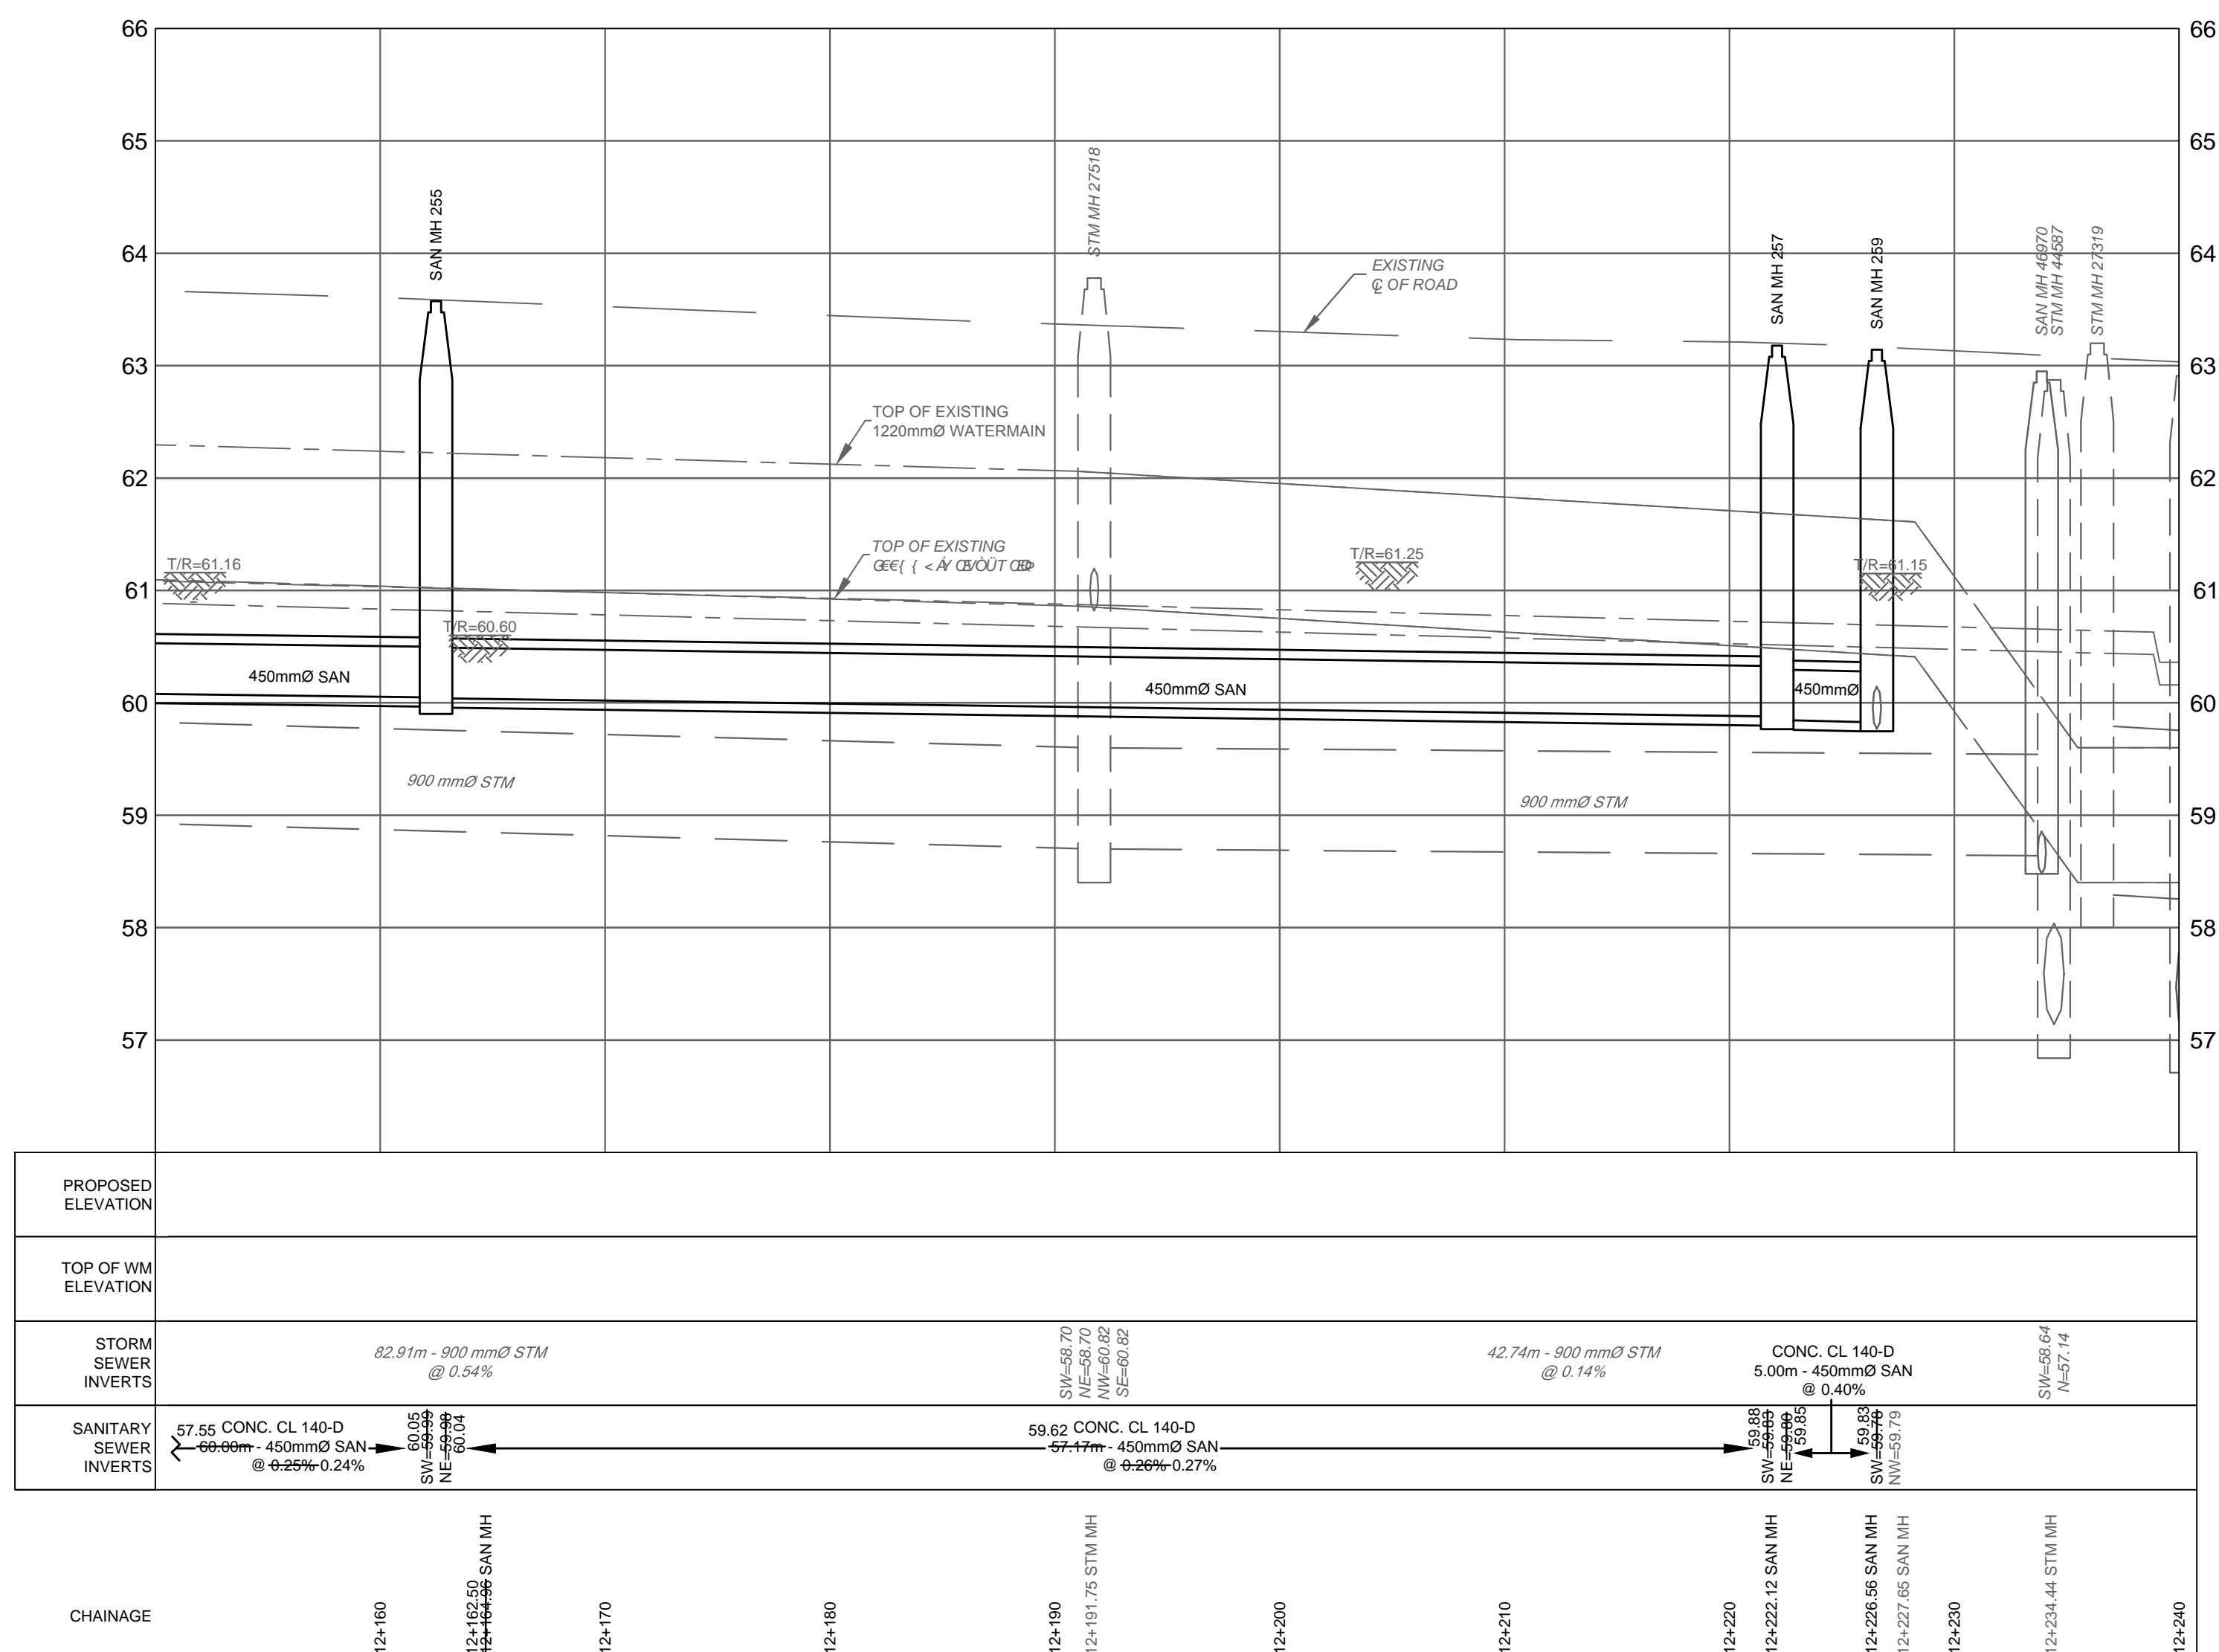 66
66
65
65
64
64
63
63
62
62
61
61
60
60
59
59
58
58
57
57
SAN MH 255
STM MH 27518
SAN MH 257
SAN MH 259
SAN MH 46970
STM MH 44587
STM MH 27319
EXISTING
℄ OF ROAD
TOP OF EXISTING
1220mmØ WATERMAIN
TOP OF EXISTING
T/R=61.16
T/R=60.60
T/R=61.25
T/R=61.15
450mmØ SAN
450mmØ SAN
450mmØ
900 mmØ STM
900 mmØ STM
PROPOSED
ELEVATION
TOP OF WM
ELEVATION
STORM
SEWER
INVERTS
82.91m - 900 mmØ STM
@ 0.54%
SW=58.70
NE=58.70
NW=60.82
SE=60.82
42.74m - 900 mmØ STM
@ 0.14%
CONC. CL 140-D
5.00m - 450mmØ SAN
@ 0.40%
SW=58.64
N=57.14
SANITARY
SEWER
INVERTS
57.55 CONC. CL 140-D
60.00m - 450mmØ SAN
@ 0.25% 0.24%
60.05
SW=59.99
NE=59.98
60.04
59.62 CONC. CL 140-D
57.17m - 450mmØ SAN
@ 0.26% 0.27%
59.88
SW=59.83
NE=59.80
59.85
59.83
SW=59.78
NW=59.79
CHAINAGE
12+160
12+162.50
12+164.96 SAN MH
12+170
12+180
12+190
12+191.75 STM MH
12+200
12+210
12+220
12+222.12 SAN MH
12+226.56 SAN MH
12+227.65 SAN MH
12+230
12+234.44 STM MH
12+240